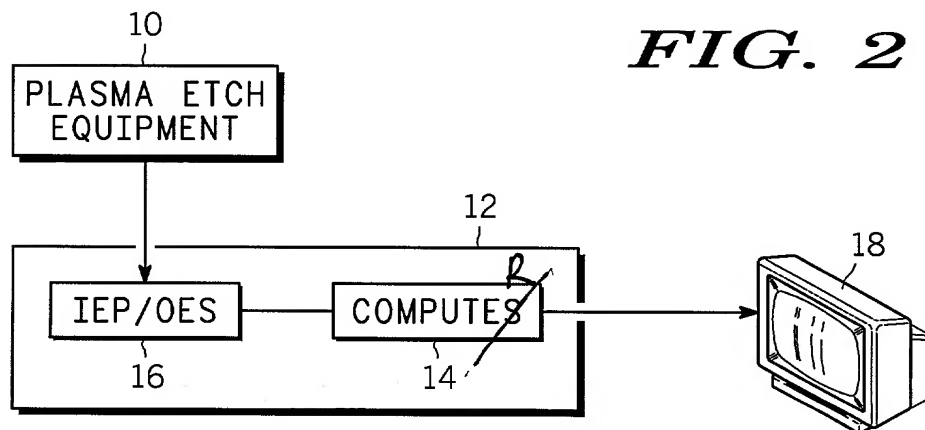 10
FIG. 2
PLASMA ETCH
EQUIPMENT
12
18
R
IEP/OES
COMPUTES
16
14